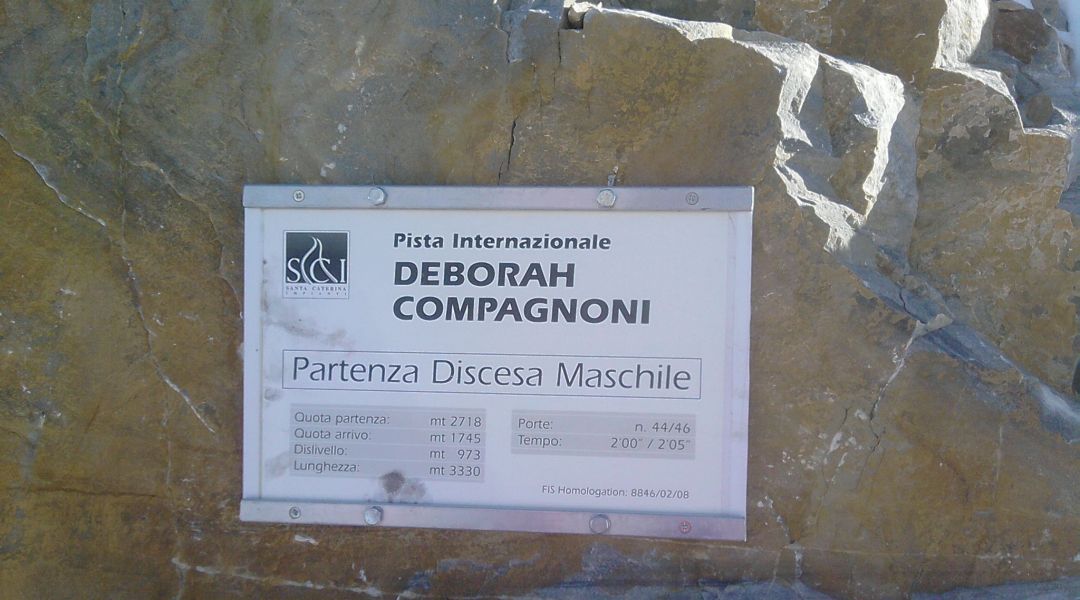 S.C.I
SANTA CATERINA
IMPIANTI
Pista Internazionale
DEBORAH
COMPAGNONI
Partenza Discesa Maschile
Quota partenza: mt 2718
Quota arrivo: mt 1745
Dislivello: mt 973
Lunghezza: mt 3330
Porte: n. 44/46
Tempo: 2'00" / 2'05"
FIS Homologation: 8846/02/08